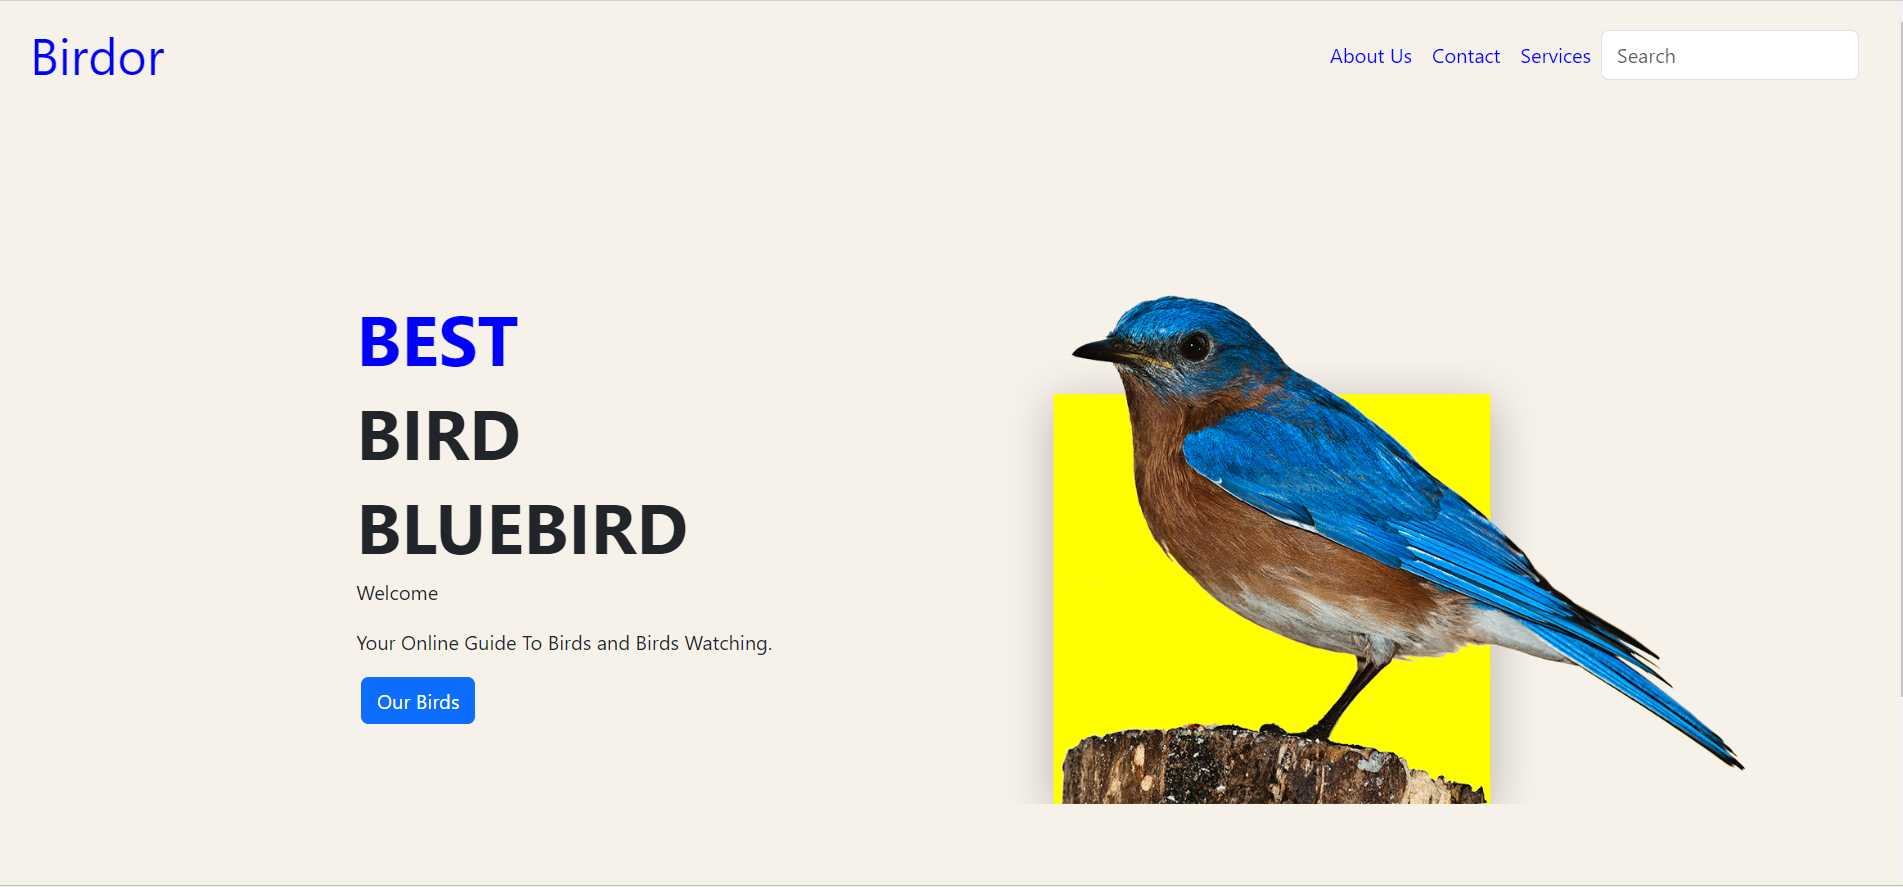 Birdor
About Us Contact Services Search
BEST
BIRD
BLUEBIRD
Welcome
Your Online Guide To Birds and Birds Watching.
Our Birds